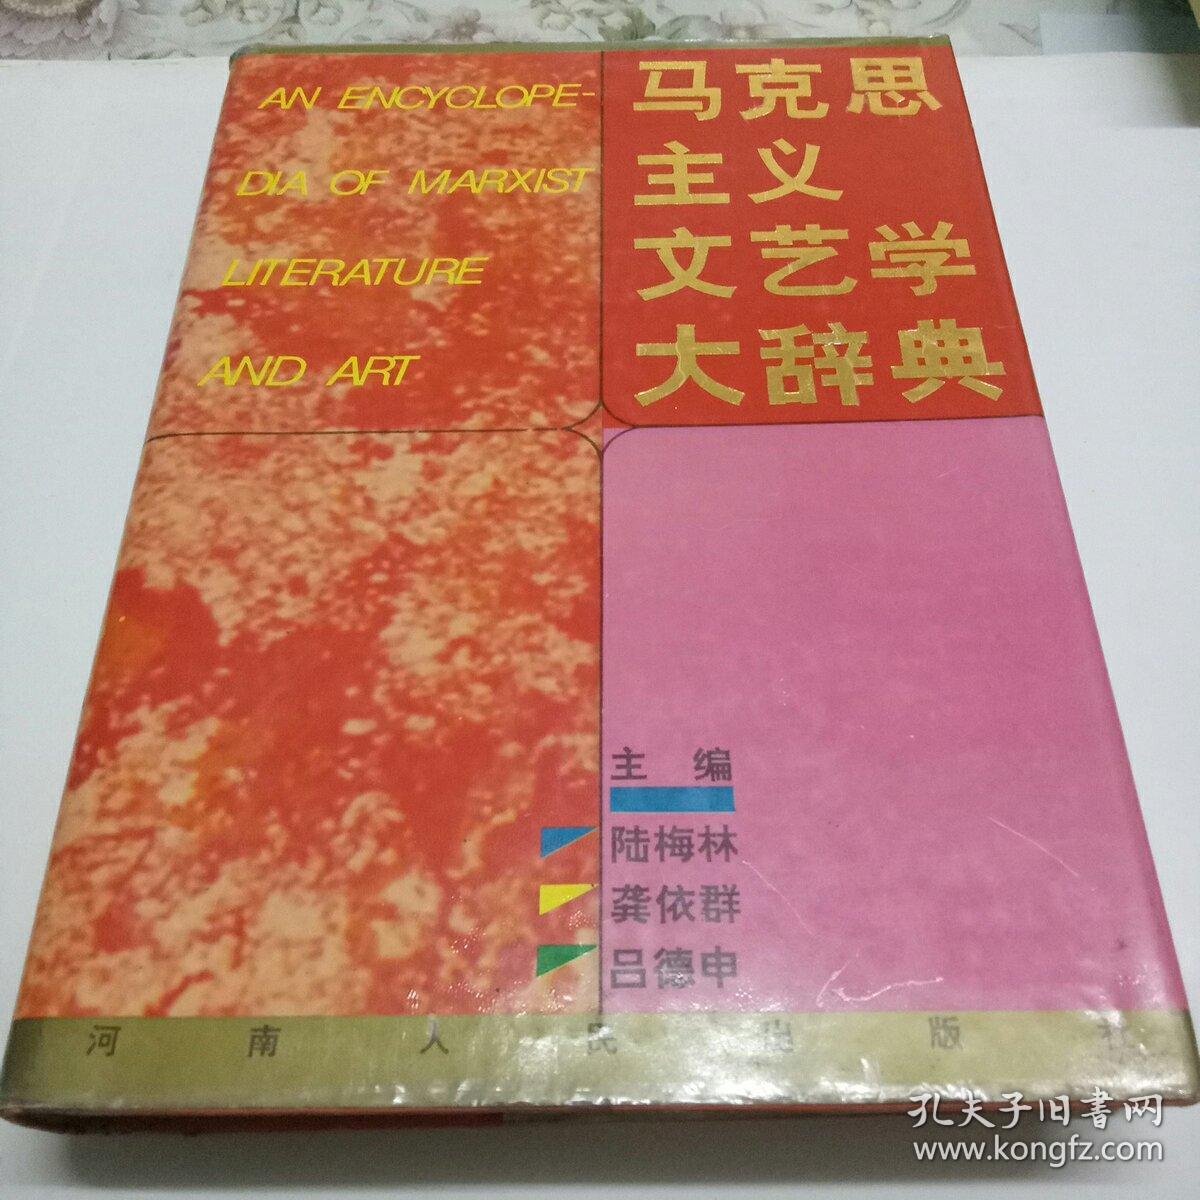 AN ENCYCLOPE-
DIA OF MARXIST
LITERATURE
AND ART
马克思
主义
文艺学
大辞典
主编
陆梅林
龚依群
吕德申
河南人民出版社
孔夫子旧书网
www.kongfz.com